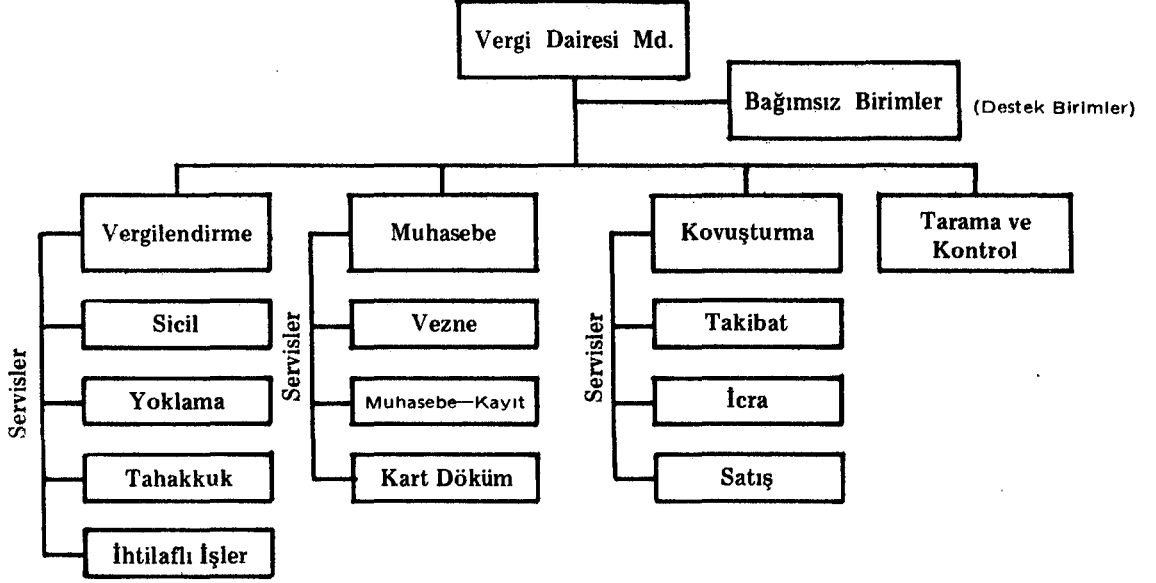 Vergi Dairesi Md.
Bağımsız Birimler
(Destek Birimler)
Vergilendirme
Muhasebe
Kovuşturma
Tarama ve
Kontrol
Servisler
Sicil
Yoklama
Tahakkuk
İhtilaflı İşler
Servisler
Vezne
Muhasebe—Kayıt
Kart Döküm
Servisler
Takibat
İcra
Satış